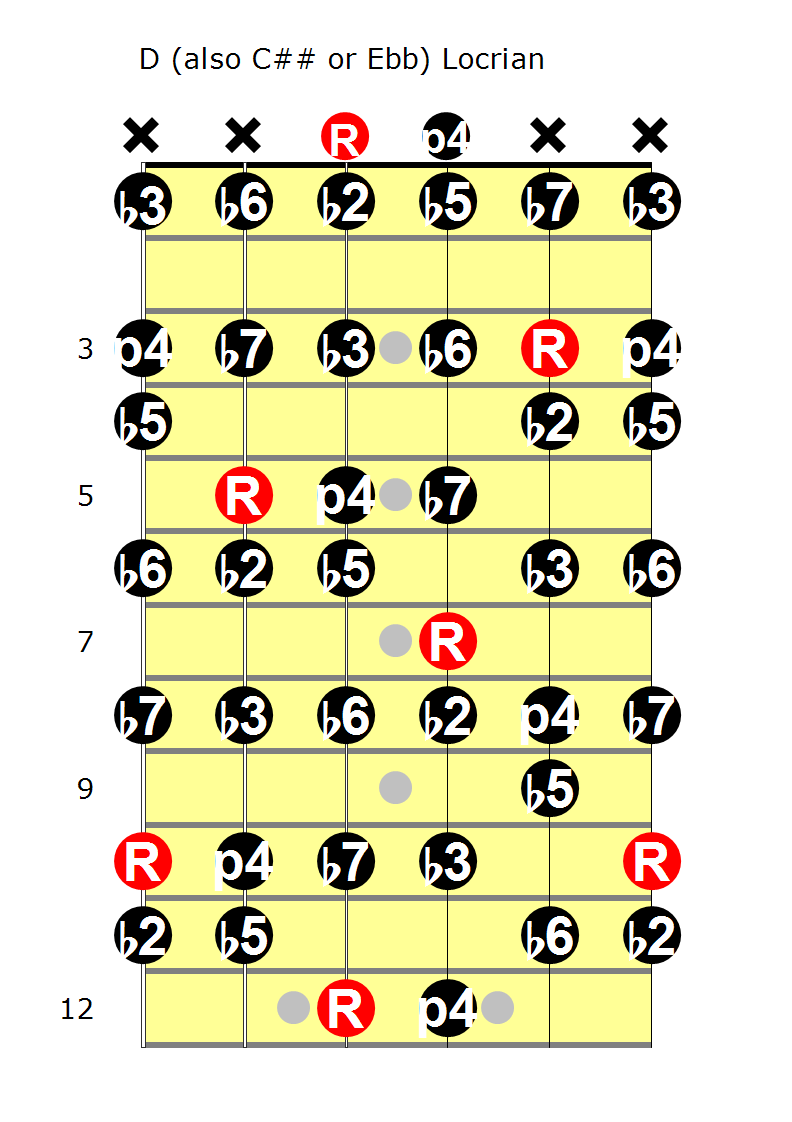 D (also C## or Ebb) Locrian
× × R p4 × ×
♭3 ♭6 ♭2 ♭5 ♭7 ♭3
3 p4 ♭7 ♭3 ♭6 R p4
♭5 ♭2 ♭5
5 R p4 ♭7
♭6 ♭2 ♭5 ♭3 ♭6
7 R
♭7 ♭3 ♭6 ♭2 p4 ♭7
9 ♭5
R p4 ♭7 ♭3 R
♭2 ♭5 ♭6 ♭2
12 R p4